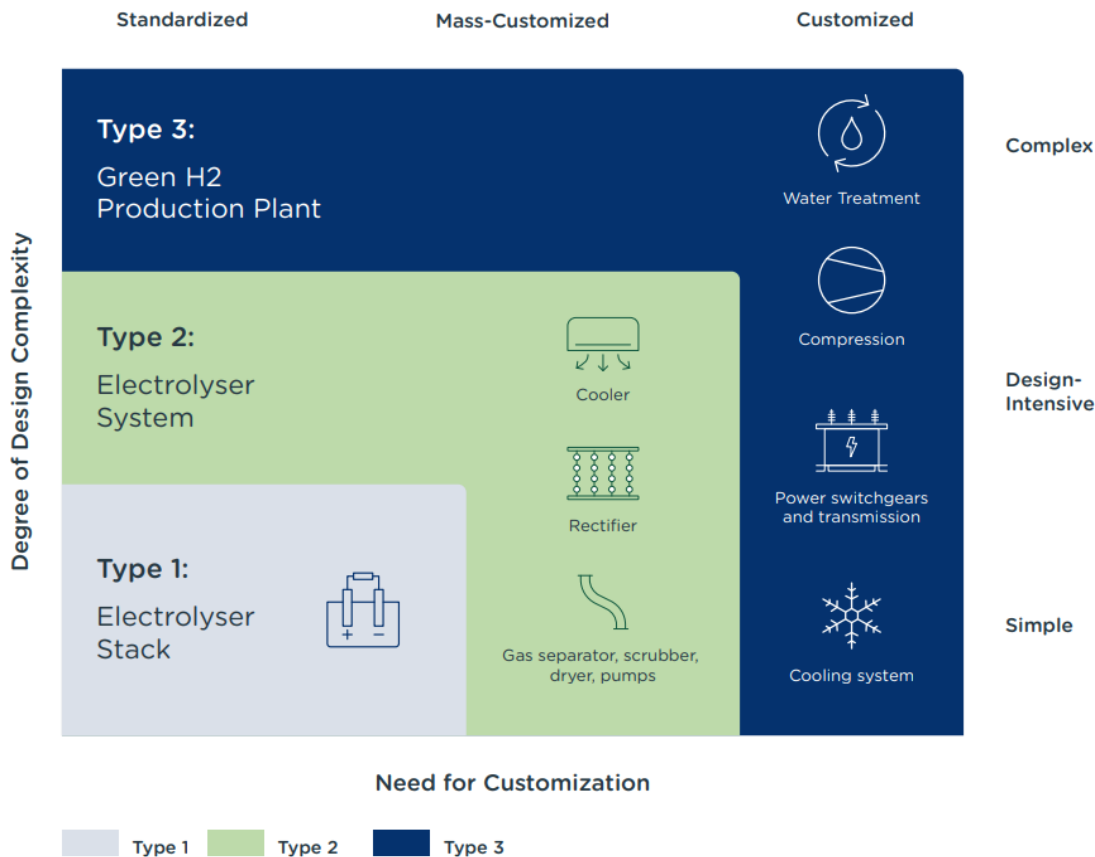 Standardized
Mass-Customized
Customized
Type 3:
Green H2
Production Plant
Water Treatment
Complex
Compression
Degree of Design Complexity
Type 2:
Electrolyser
System
Cooler
Design-
Intensive
Rectifier
Power switchgears
and transmission
Type 1:
Electrolyser
Stack
+ −
Gas separator, scrubber,
dryer, pumps
Simple
Cooling system
Need for Customization
Type 1
Type 2
Type 3